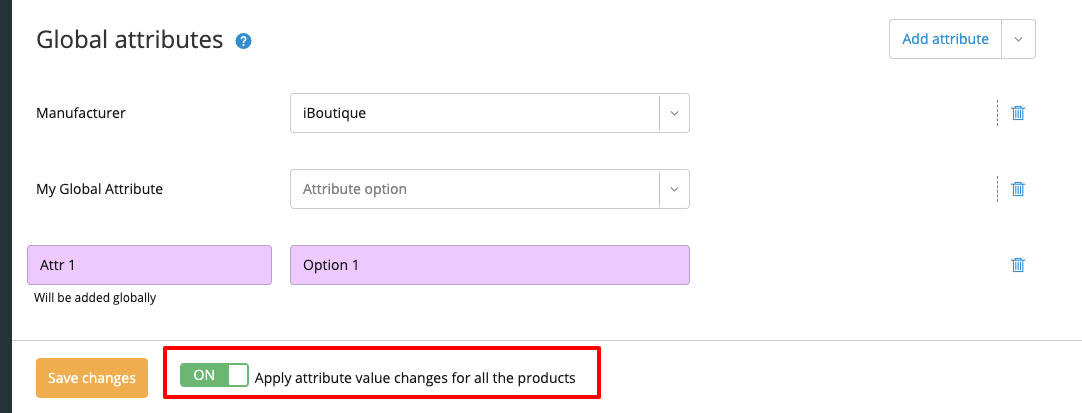 Global attributes ?
Add attribute
Manufacturer
iBoutique
My Global Attribute
Attribute option
Attr 1
Option 1
Will be added globally
Save changes
ON
Apply attribute value changes for all the products